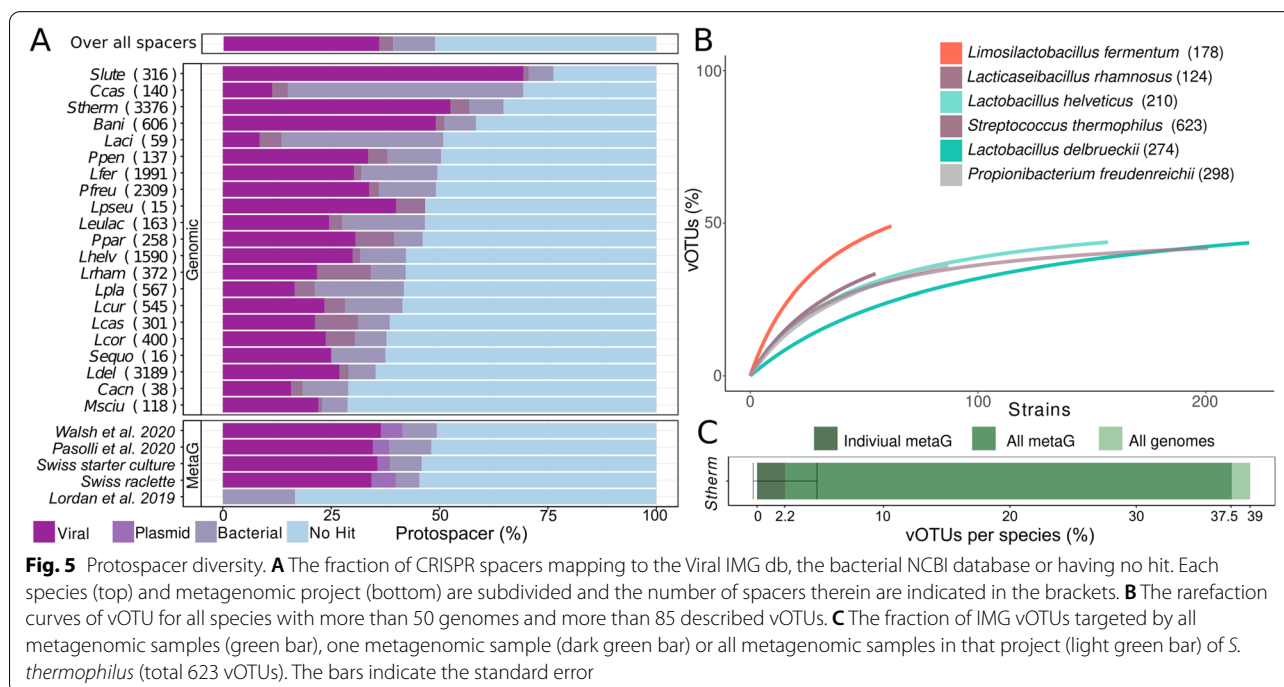 A
Over all spacers
Genomic
Slute ( 316 )
Ccas ( 140 )
Stherm ( 3376 )
Bani ( 606 )
Laci ( 59 )
Ppen ( 137 )
Lfer ( 1991 )
Pfreu ( 2309 )
Lpseu ( 15 )
Leulac ( 163 )
Ppar ( 258 )
Lhelv ( 1590 )
Lrham ( 372 )
Lpla ( 567 )
Lcur ( 545 )
Lcas ( 301 )
Lcor ( 400 )
Sequo ( 16 )
Ldel ( 3189 )
Cacn ( 38 )
Msciu ( 118 )
MetaG
Walsh et al. 2020
Pasolli et al. 2020
Swiss starter culture
Swiss raclette
Lordan et al. 2019
0 25 50 75 100
Protospacer (%)
Viral Plasmid Bacterial No Hit
B
Limosilactobacillus fermentum (178)
Lacticaseibacillus rhamnosus (124)
Lactobacillus helveticus (210)
Streptococcus thermophilus (623)
Lactobacillus delbrueckii (274)
Propionibacterium freudenreichii (298)
vOTUs (%)
100
50
0
0 100 200
Strains
C
Indiviual metaG All metaG All genomes
Stherm
0 2.2 10 20 30 37.5 39
vOTUs per species (%)
Fig. 5 Protospacer diversity. A The fraction of CRISPR spacers mapping to the Viral IMG db, the bacterial NCBI database or having no hit. Each
species (top) and metagenomic project (bottom) are subdivided and the number of spacers therein are indicated in the brackets. B The rarefaction
curves of vOTU for all species with more than 50 genomes and more than 85 described vOTUs. C The fraction of IMG vOTUs targeted by all
metagenomic samples (green bar), one metagenomic sample (dark green bar) or all metagenomic samples in that project (light green bar) of S.
thermophilus (total 623 vOTUs). The bars indicate the standard error